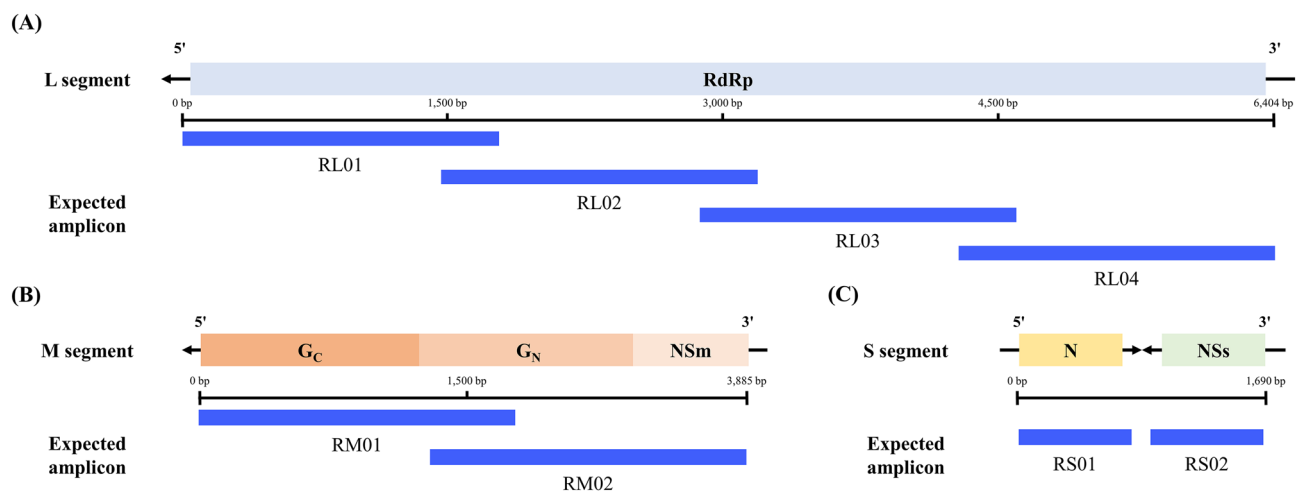 (A)
5'
3'
L segment
RdRp
0 bp
1,500 bp
3,000 bp
4,500 bp
6,404 bp
RL01
RL02
RL03
RL04
Expected
amplicon
(B)
5'
3'
M segment
GC
GN
NSm
0 bp
1,500 bp
3,885 bp
Expected
amplicon
RM01
RM02
(C)
5'
3'
S segment
N
NSs
0 bp
1,690 bp
Expected
amplicon
RS01
RS02